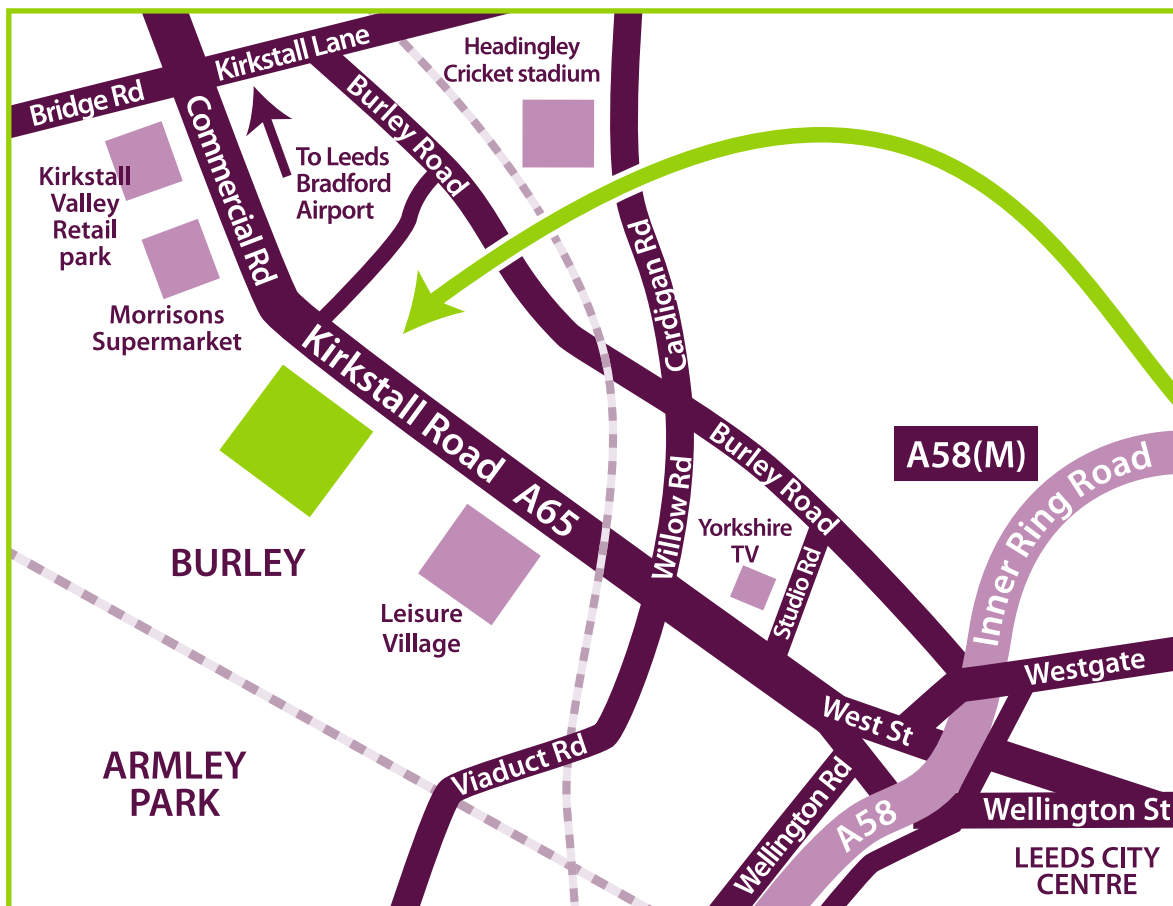 Kirkstall Lane
Bridge Rd
Headingley
Cricket stadium
Commercial Rd
Burley Road
To Leeds
Bradford
Airport
Kirkstall
Valley
Retail
park
Morrisons
Supermarket
Cardigan Rd
Kirkstall Road A65
Burley Road
A58(M)
Inner Ring Road
Willow Rd
Yorkshire
TV
Studio Rd
BURLEY
Leisure
Village
Westgate
West St
Viaduct Rd
ARMLEY
PARK
Wellington Rd
A58
Wellington St
LEEDS CITY
CENTRE